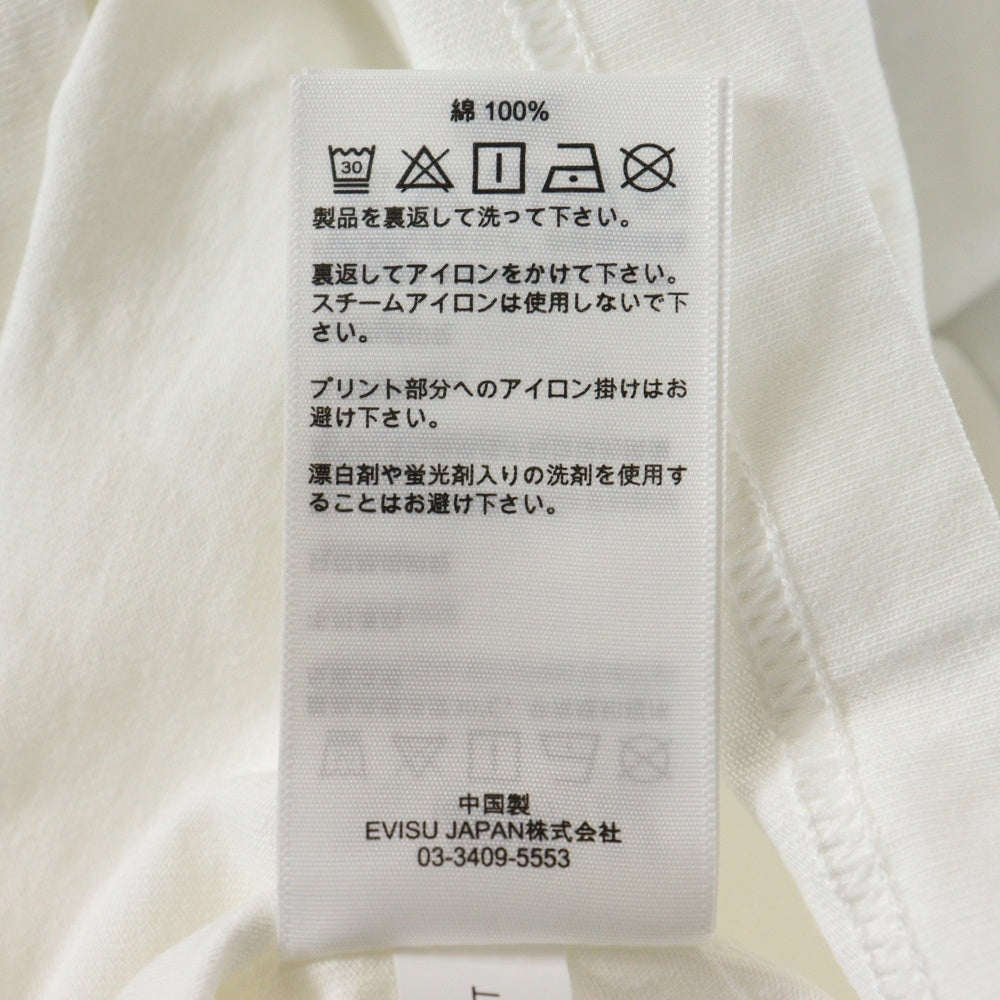 綿 100%
30
製品を裏返して洗って下さい。
裏返してアイロンをかけて下さい。
スチームアイロンは使用しないで下
さい。
プリント部分へのアイロン掛けはお
避け下さい。
漂白剤や蛍光剤入りの洗剤を使用す
ることはお避け下さい。
中国製
EVISU JAPAN株式会社
03-3409-5553
T